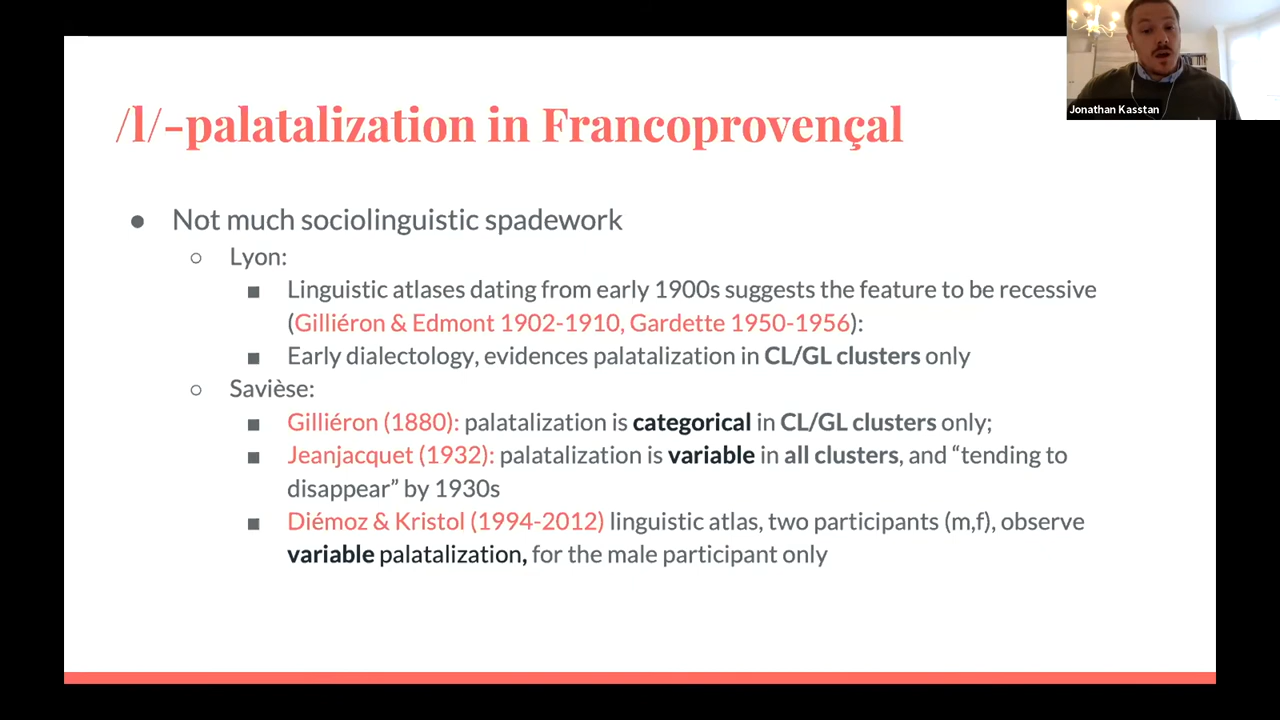 Jonathan Kasstan
/l/-palatalization in Francoprovençal
● Not much sociolinguistic spadework
○ Lyon:
■ Linguistic atlases dating from early 1900s suggests the feature to be recessive
(Gilliéron & Edmont 1902-1910, Gardette 1950-1956):
■ Early dialectology, evidences palatalization in CL/GL clusters only
○ Savièse:
■ Gilliéron (1880): palatalization is categorical in CL/GL clusters only;
■ Jeanjacquet (1932): palatalization is variable in all clusters, and “tending to
disappear” by 1930s
■ Diémoz & Kristol (1994-2012) linguistic atlas, two participants (m,f), observe
variable palatalization, for the male participant only